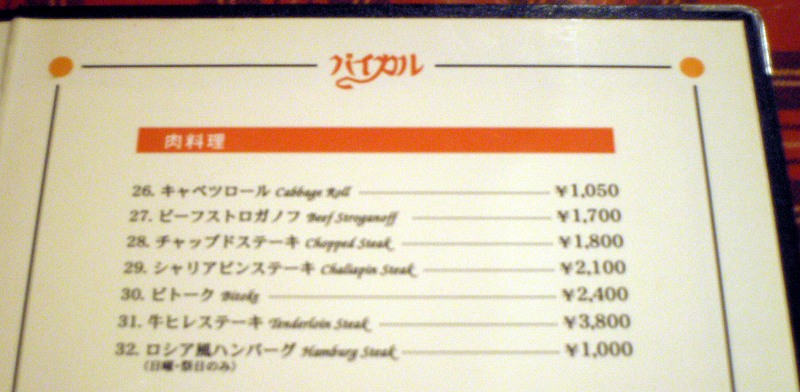 バイカル
肉料理
26. キャベツロール Cabbage Roll ¥1,050
27. ビーフストロガノフ Beef Stroganoff ¥1,700
28. チャップドステーキ Chopped Steak ¥1,800
29. シャリアピンステーキ Challapin Steak ¥2,100
30. ビトーク Bitoke ¥2,400
31. 牛ヒレステーキ Tenderloin Steak ¥3,800
32. ロシア風ハンバーグ Hamburg Steak ¥1,000
(日曜・祭日のみ)